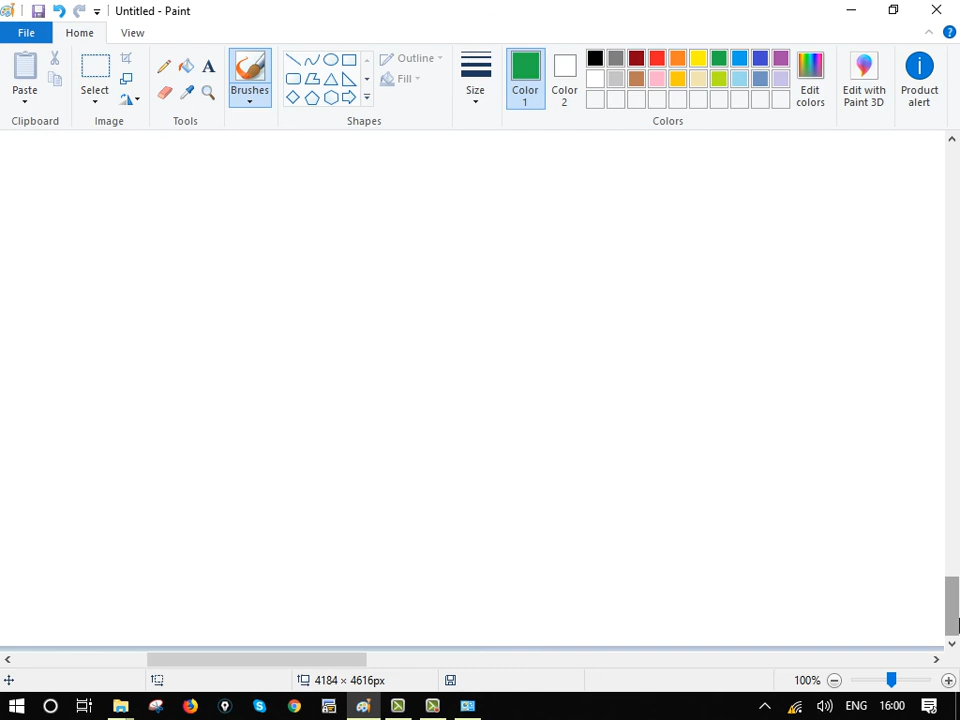 Untitled - Paint
File Home View
Paste
Select
A
Brushes
Outline
Fill
Size
Color 1
Color 2
Edit colors
Edit with Paint 3D
Product alert
Clipboard Image Tools Shapes Colors
4184 × 4616px 100%
ENG 16:00